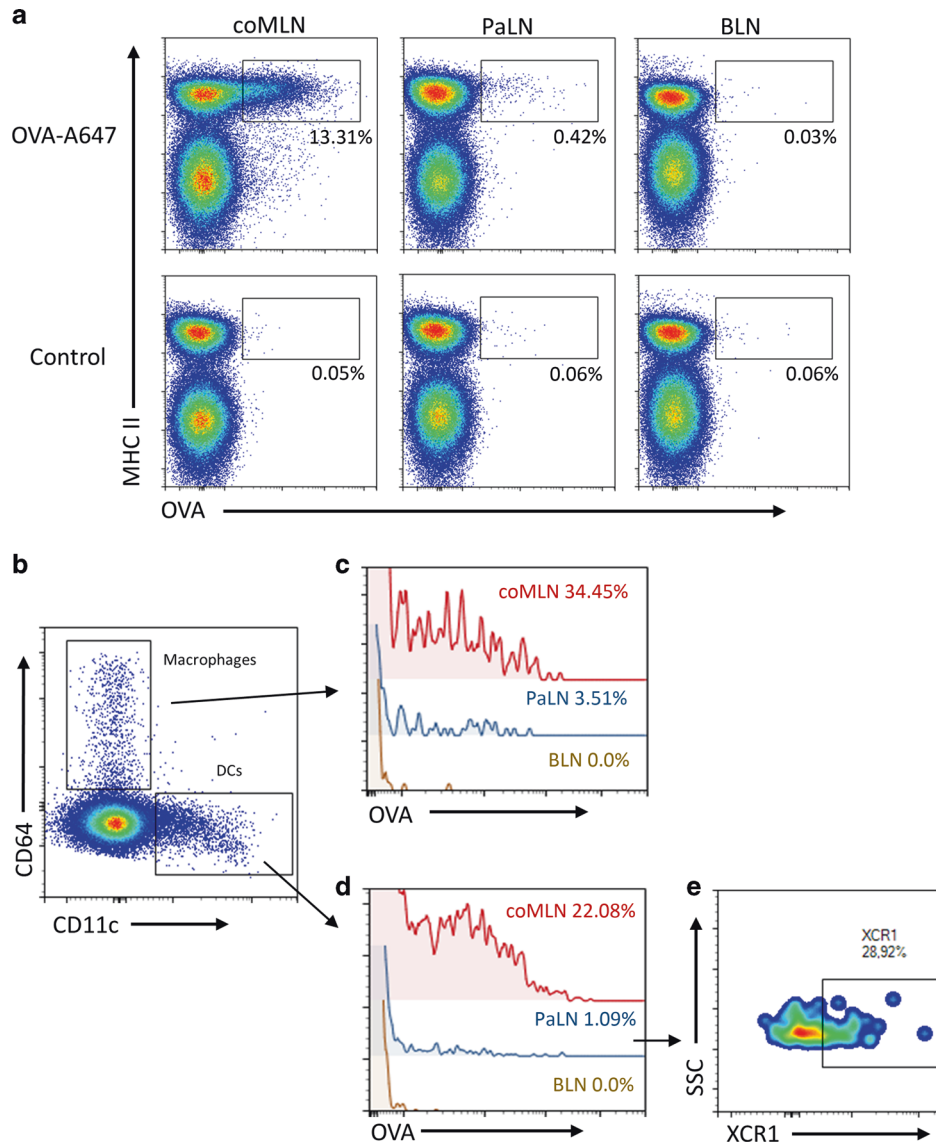 a
coMLN PaLN BLN
OVA-A647
13.31% 0.42% 0.03%
Control
0.05% 0.06% 0.06%
MHC II
OVA
b
Macrophages
DCs
CD64
CD11c
c
coMLN 34.45%
PaLN 3.51%
BLN 0.0%
OVA
d
coMLN 22.08%
PaLN 1.09%
BLN 0.0%
OVA
e
XCR1
28,92%
SSC
XCR1